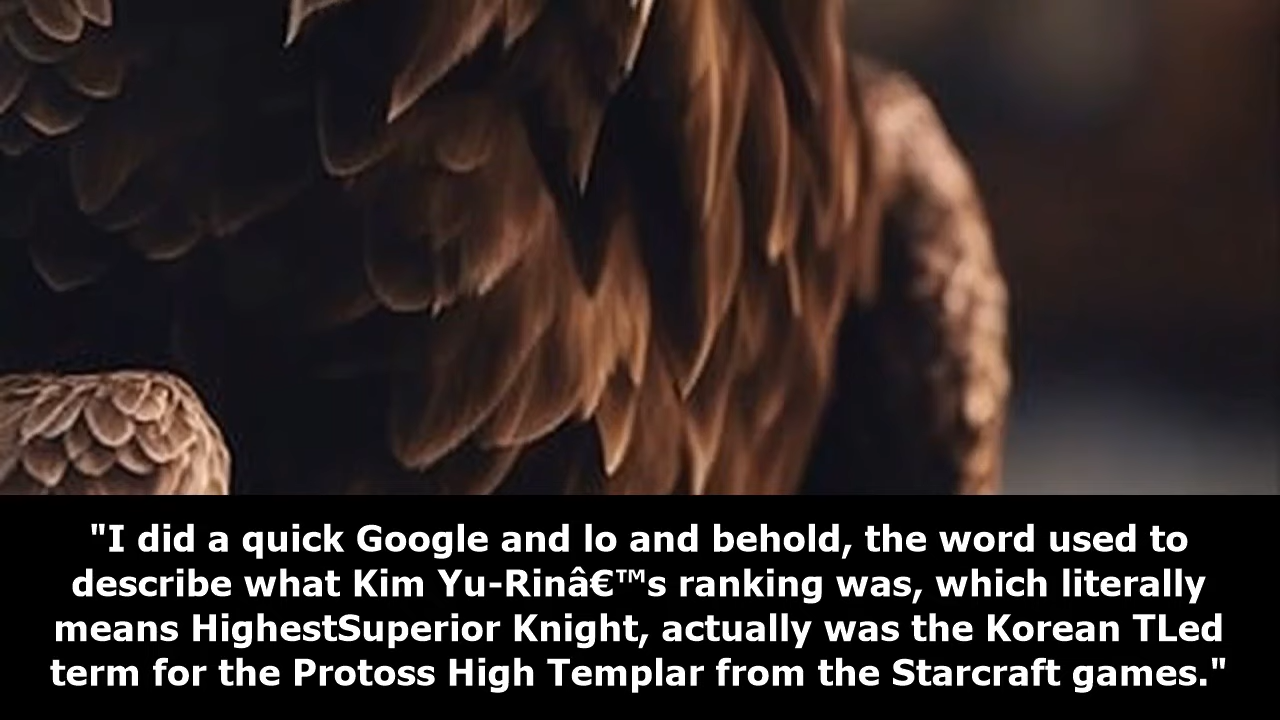 "I did a quick Google and lo and behold, the word used to
describe what Kim Yu-Rinâ€™s ranking was, which literally
means HighestSuperior Knight, actually was the Korean TLed
term for the Protoss High Templar from the Starcraft games."